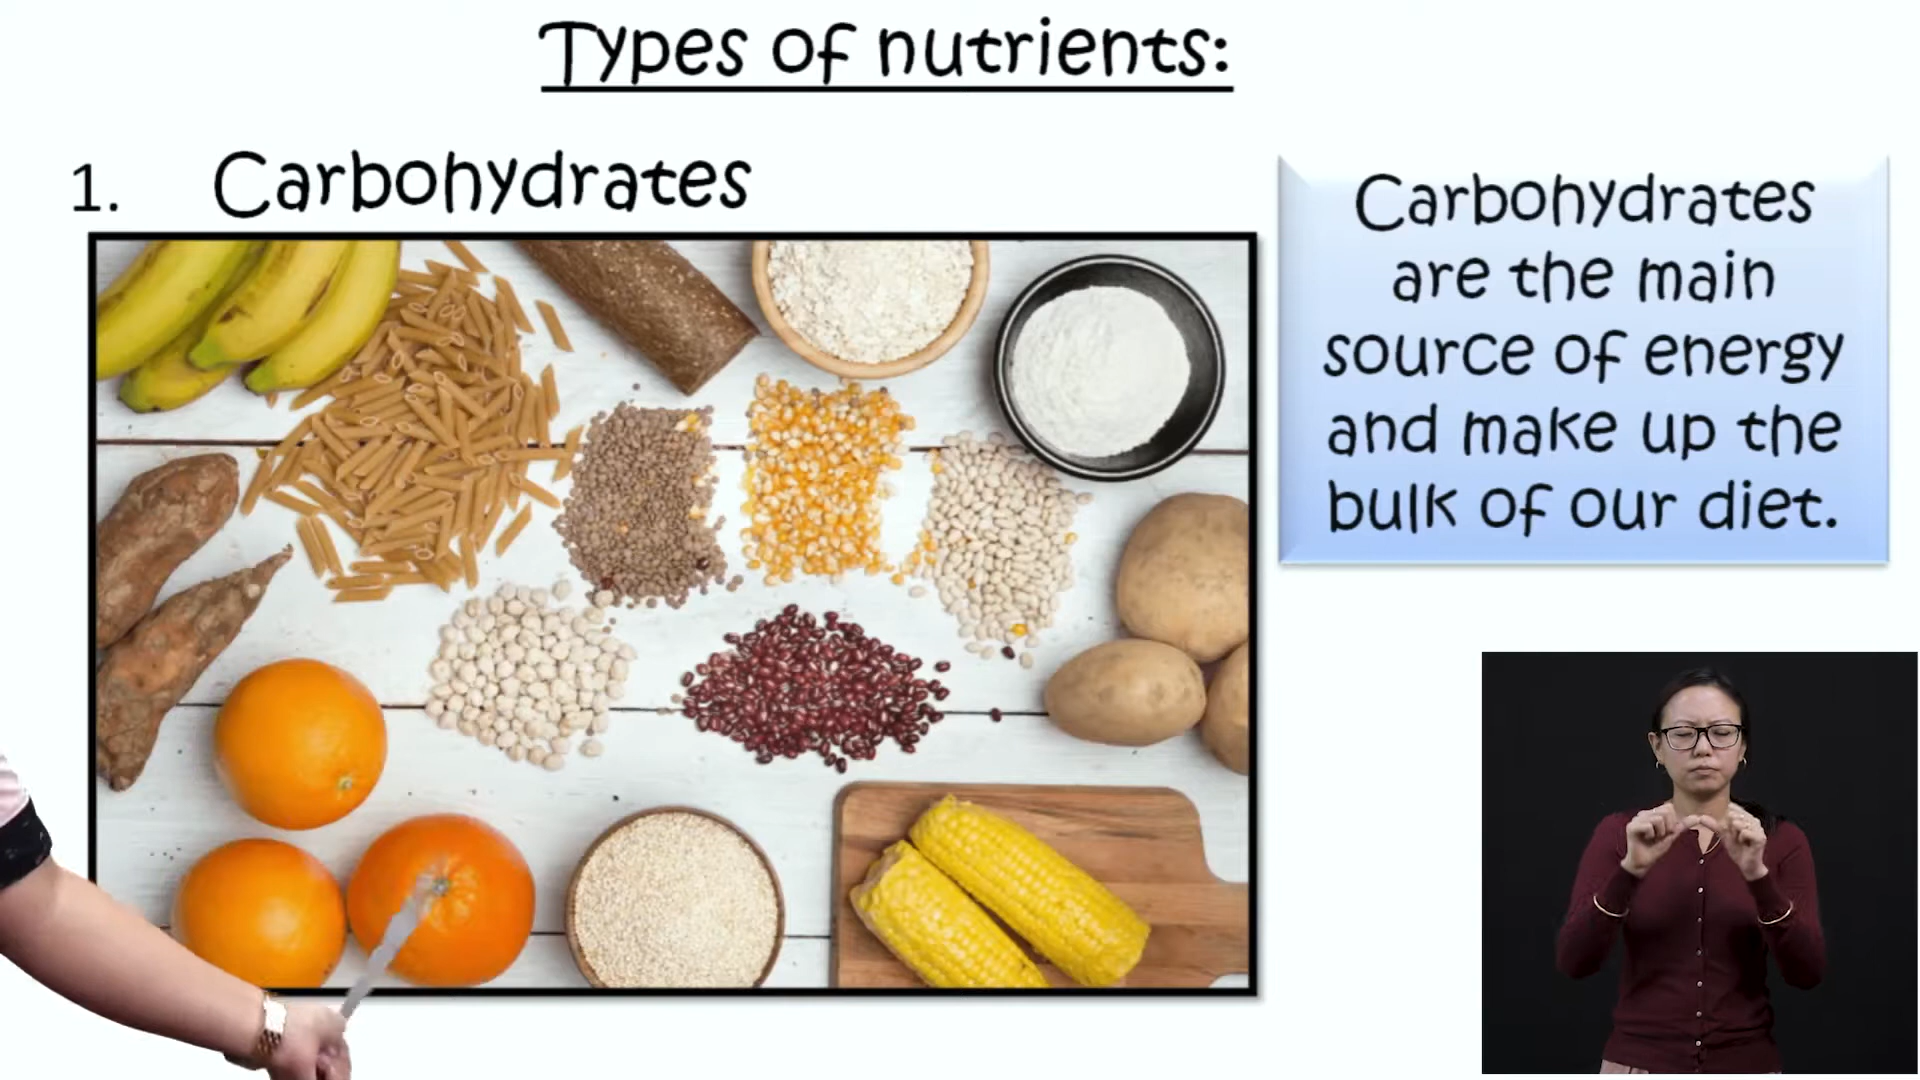 Types of nutrients:
1. Carbohydrates
Carbohydrates
are the main
source of energy
and make up the
bulk of our diet.